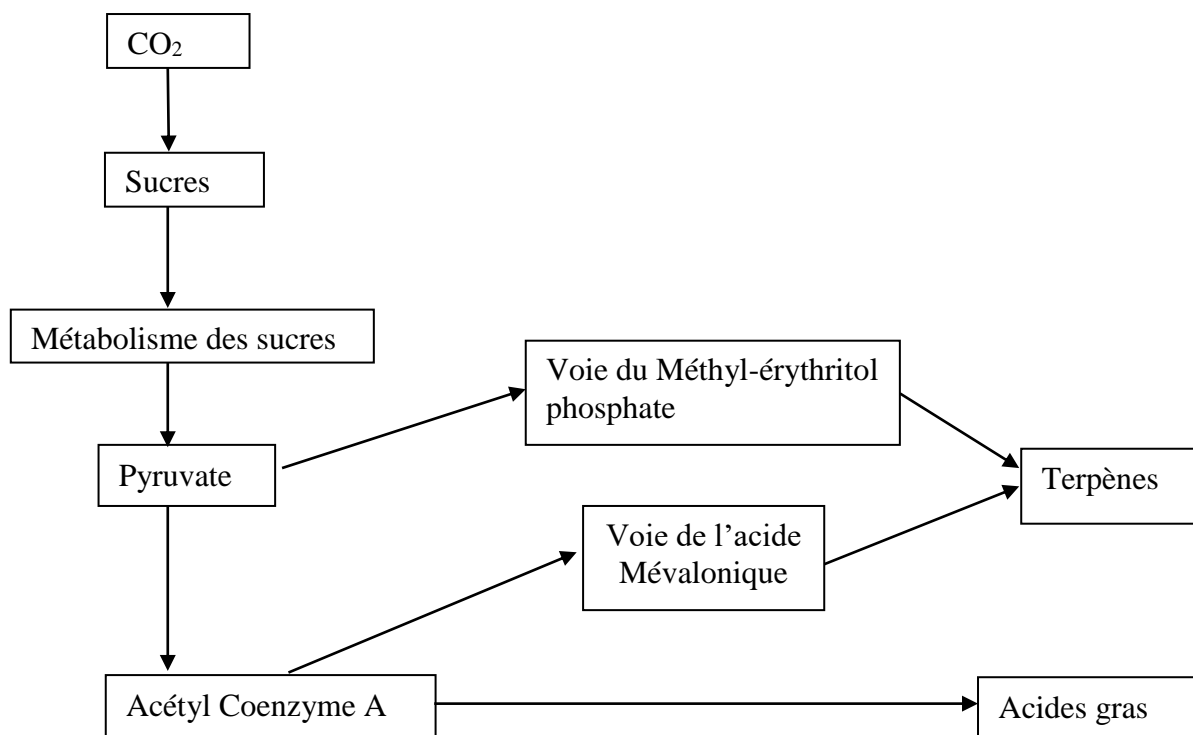 CO₂
Sucres
Métabolisme des sucres
Voie du Méthyl-érythritol
phosphate
Pyruvate
Terpènes
Voie de l’acide
Mévalonique
Acétyl Coenzyme A
Acides gras